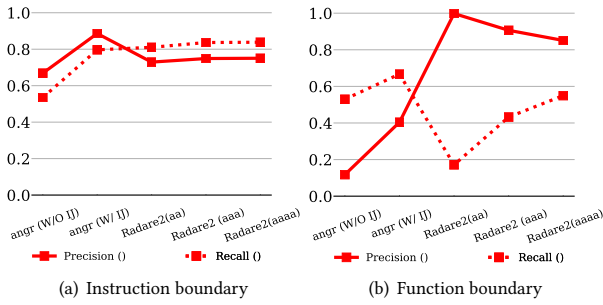 1.0
0.8
0.6
0.4
0.2
0.0
angr (W/O IJ)
angr (W/ IJ)
Radare2(aa)
Radare2 (aaa)
Radare2(aaaa)
Precision ()
Recall ()
(a) Instruction boundary
1.0
0.8
0.6
0.4
0.2
0.0
angr (W/O IJ)
angr (W/ IJ)
Radare2(aa)
Radare2 (aaa)
Radare2(aaaa)
Precision ()
Recall ()
(b) Function boundary